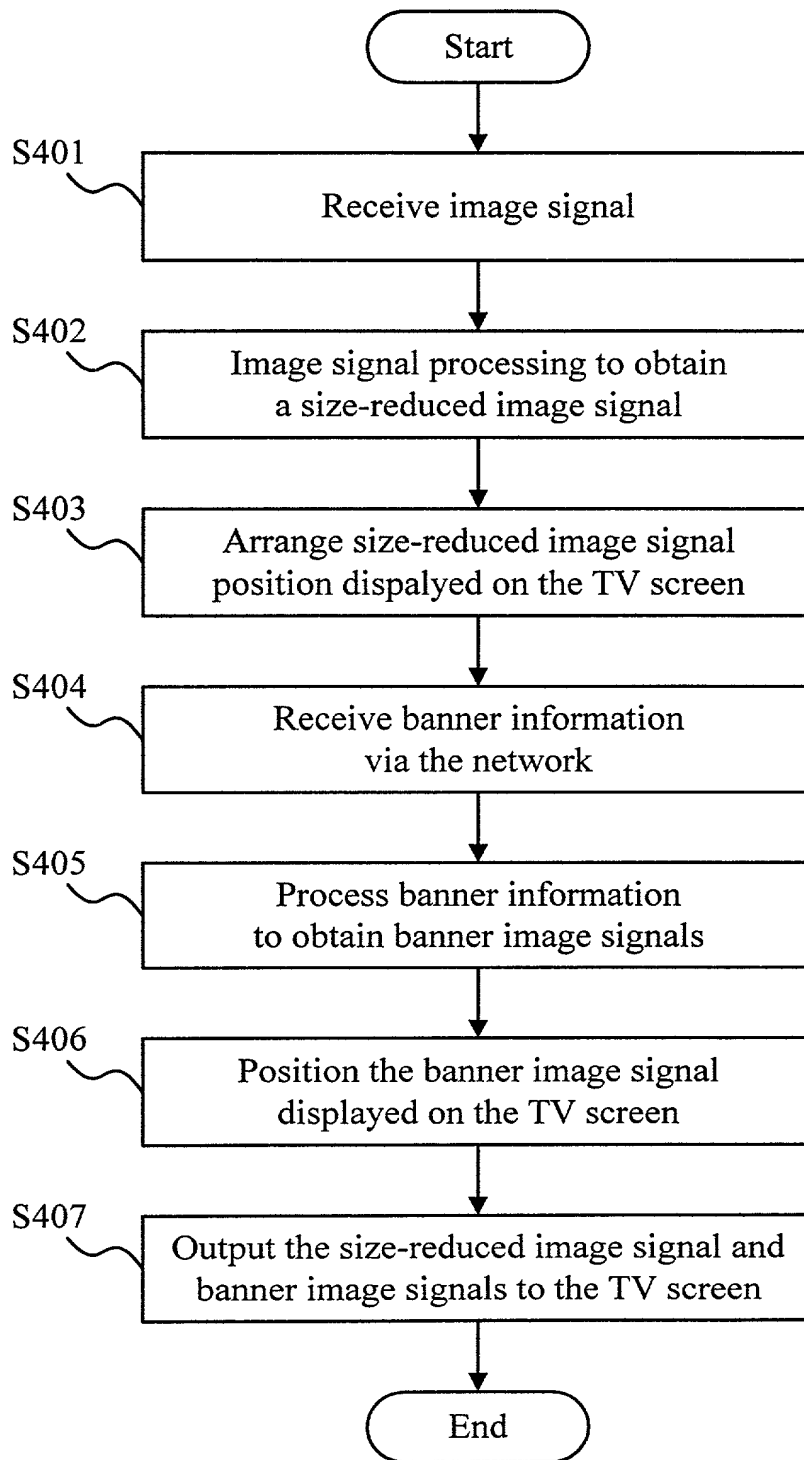 Start
S401
Receive image signal
S402
Image signal processing to obtain
a size-reduced image signal
S403
Arrange size-reduced image signal
position dispalyed on the TV screen
S404
Receive banner information
via the network
S405
Process banner information
to obtain banner image signals
S406
Position the banner image signal
displayed on the TV screen
S407
Output the size-reduced image signal and
banner image signals to the TV screen
End